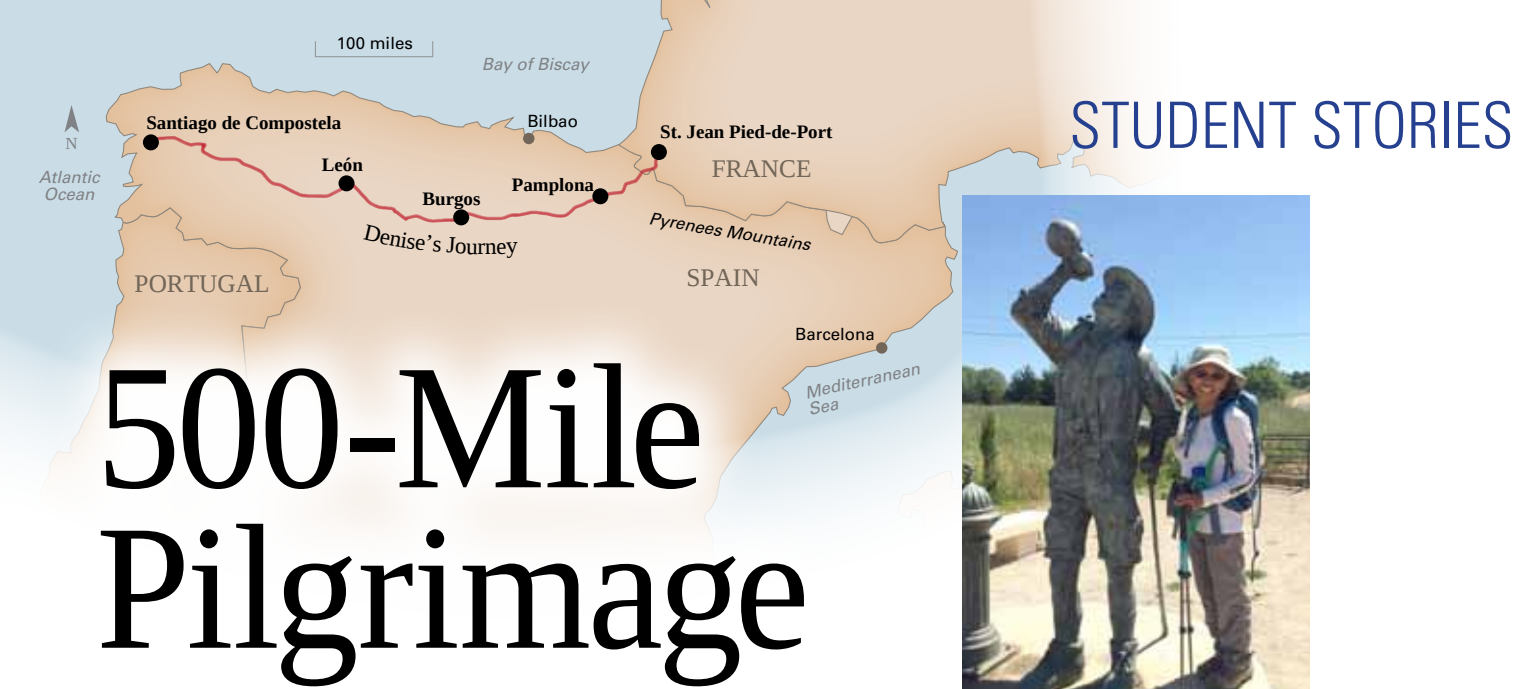 100 miles
Bay of Biscay
N
Atlantic
Ocean
Santiago de Compostela
León
Burgos
Pamplona
Bilbao
St. Jean Pied-de-Port
FRANCE
Pyrenees Mountains
Denise's Journey
PORTUGAL
SPAIN
Barcelona
Mediterranean
Sea
STUDENT STORIES
500-Mile
Pilgrimage